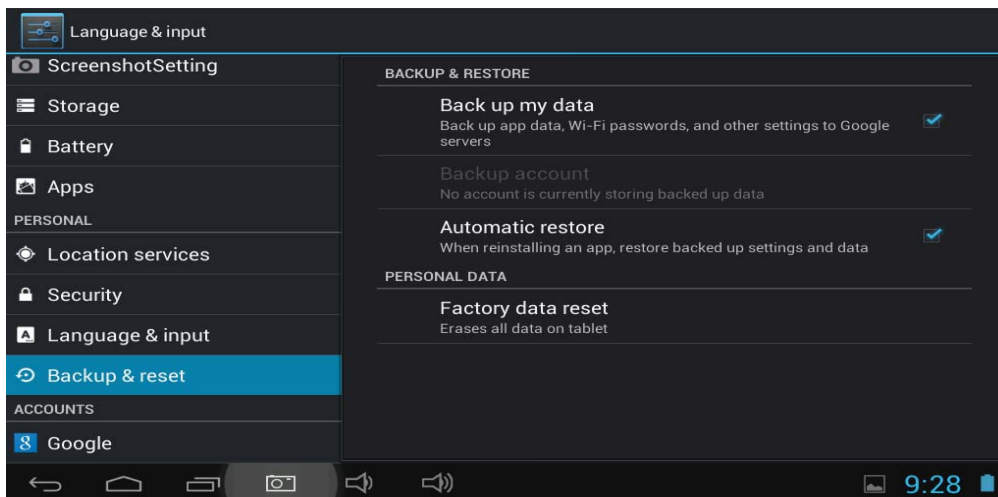 Language & input
ScreenshotSetting
Storage
Battery
Apps
PERSONAL
Location services
Security
Language & input
Backup & reset
ACCOUNTS
Google
BACKUP & RESTORE
Back up my data
Back up app data, Wi-Fi passwords, and other settings to Google
servers
Backup account
No account is currently storing backed up data
Automatic restore
When reinstalling an app, restore backed up settings and data
PERSONAL DATA
Factory data reset
Erases all data on tablet
9:28